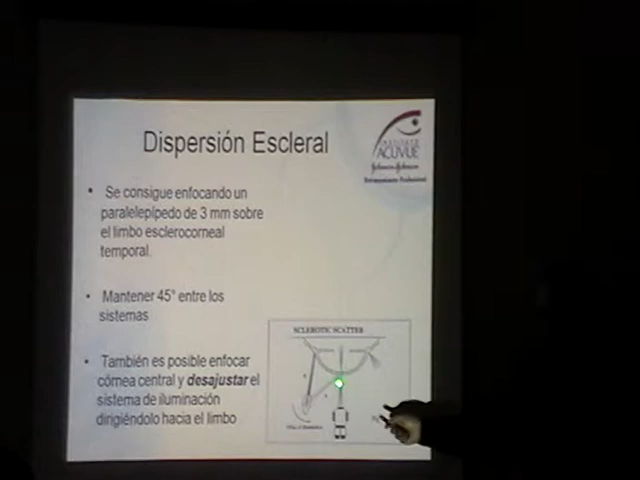 Dispersión Escleral
ACUVUE
Johnson & Johnson
• Se consigue enfocando un
paralelepípedo de 3 mm sobre
el limbo esclerocorneal
temporal.
• Mantener 45° entre los
sistemas
• También es posible enfocar
córnea central y desajustar el
sistema de iluminación
dirigiéndolo hacia el limbo
SCLEROTIC SCATTER